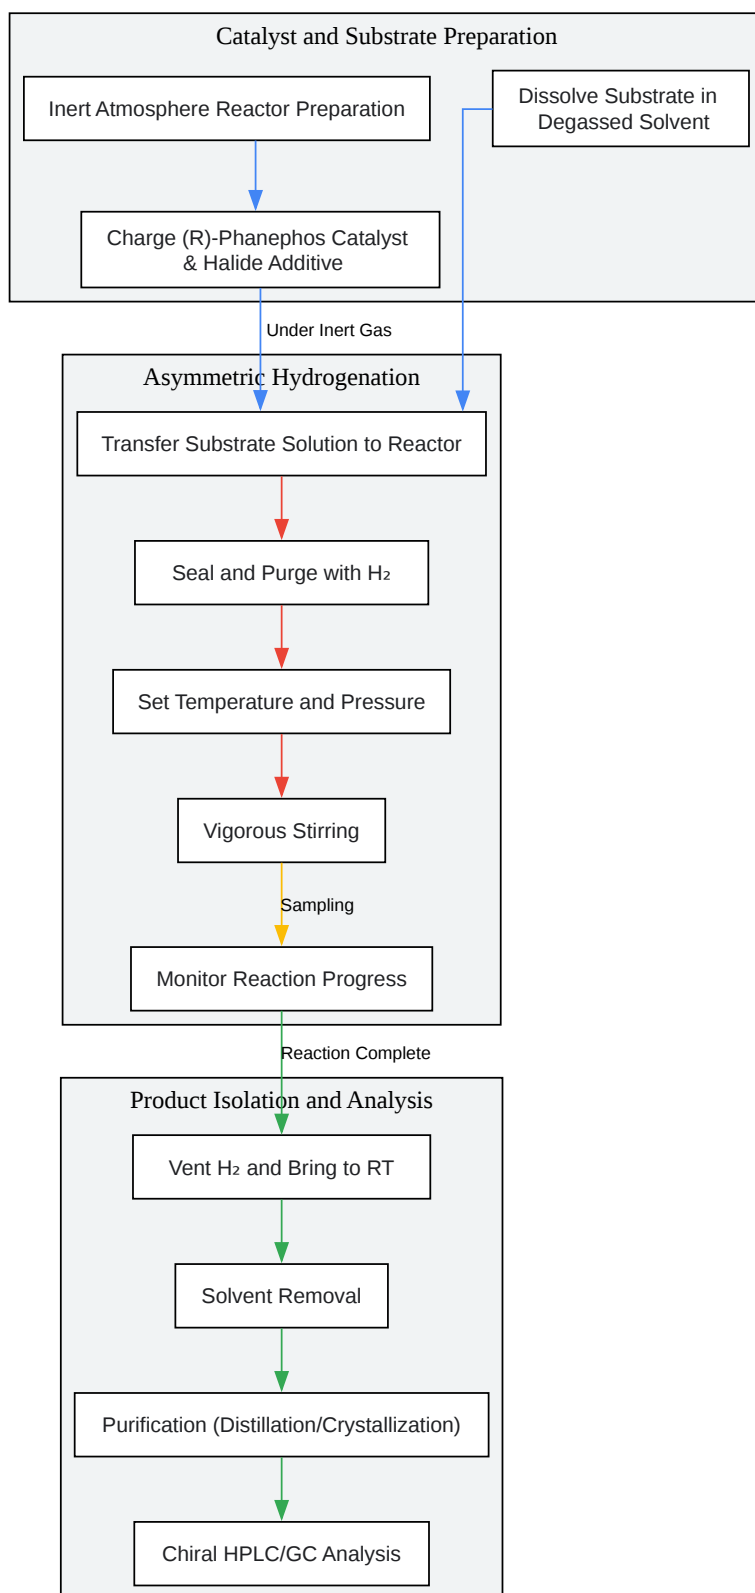 Catalyst and Substrate Preparation
Inert Atmosphere Reactor Preparation
Dissolve Substrate in
Degassed Solvent
Charge (R)-Phanephos Catalyst
& Halide Additive
Under Inert Gas
Asymmetric Hydrogenation
Transfer Substrate Solution to Reactor
Seal and Purge with H₂
Set Temperature and Pressure
Vigorous Stirring
Sampling
Monitor Reaction Progress
Reaction Complete
Product Isolation and Analysis
Vent H₂ and Bring to RT
Solvent Removal
Purification (Distillation/Crystallization)
Chiral HPLC/GC Analysis